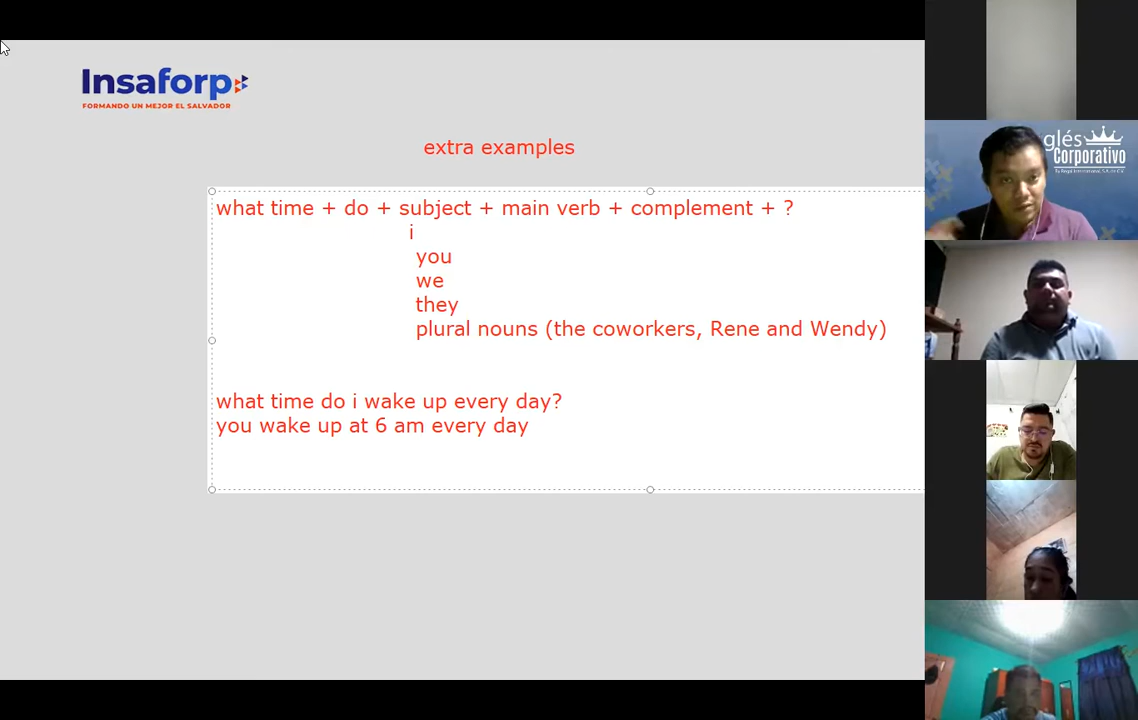 Insaforp
FORMANDO UN MEJOR EL SALVADOR
extra examples
what time + do + subject + main verb + complement + ?
i
you
we
they
plural nouns (the coworkers, Rene and Wendy)
what time do i wake up every day?
you wake up at 6 am every day
glés
Corporativo